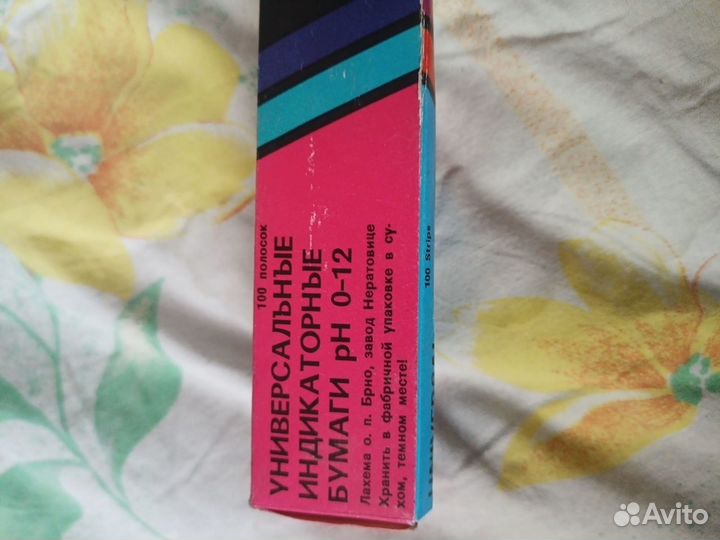 100 полосок
УНИВЕРСАЛЬНЫЕ
ИНДИКАТОРНЫЕ
БУМАГИ pH 0-12
Лахема о. п. Брно, завод Нератовице
Хранить в фабричной упаковке в су-
хом, темном месте!
100 Strips
Avito